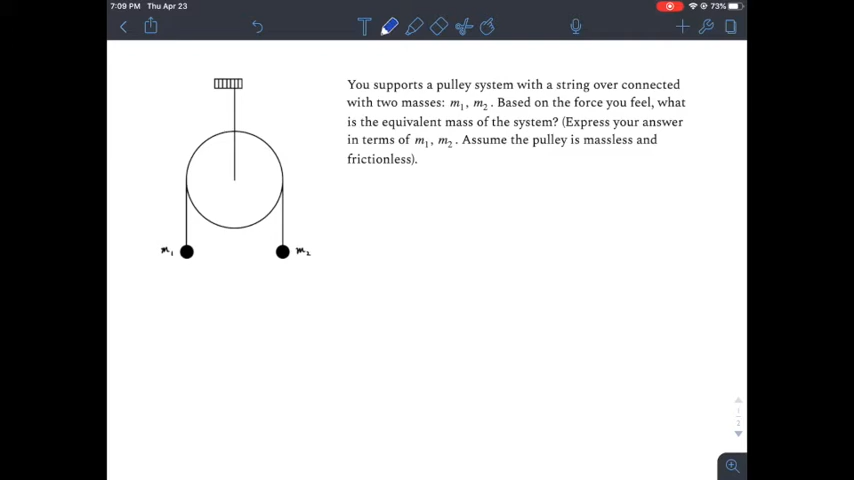 7:09 PM Thu Apr 23
73%
You supports a pulley system with a string over connected
with two masses: m₁, m₂. Based on the force you feel, what
is the equivalent mass of the system? (Express your answer
in terms of m₁, m₂. Assume the pulley is massless and
frictionless).
m₁
m₂
1
2